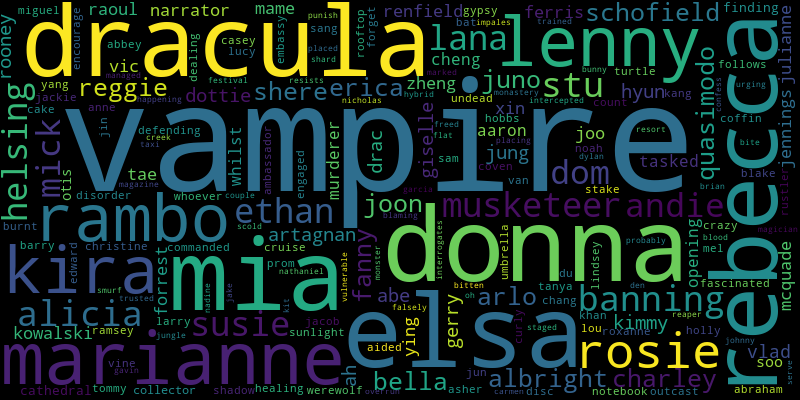 miguel raoul narrator mame bat punish impales renfield gypsy ferris schofield finding
rooney encourage dracula sang embassy rooftop forget trained lana lenny rebecca julianne
abbey casey lucy placed shard cheng bunny turtle follows
vic dealing resists zheng juno stu hyun kang quasimodo confess urging
yang reggie festival hybrid undead xin marked monastery intercepted count
helsing jackie dottie shere erica nicholas hobbs placing freed flat resort coffin jennings
cake anne managed happening
mick jin defending whilst ambassador vampire murderer drac giselle aaron joo noah bite
creek taxi sam jung dylan tasked blake rustler
otis disorder tae engaged coven dom brian
burnt whoever magazine couple van stake abraham
rambo ethan joon garcia musketeer andie crazy magician
barry christine commanded scold artagnan blaming interrogates probably blood mel
kira edward cruise fanny monster donna umbrella lindsey opening mcquade
smurf forrest mia prom nathaniel vulnerable bitten du tanya den fascinated
trusted nadine jake kit abe oh arlo chang banning reaper
alicia larry susie jacob falsely elsa curly khan lou kimmy holly johnny
kowalski ramsey jungle sunlight ying gerry staged roxanne rosie vlad
marianne vine gavin aided soo
cathedral tommy collector shadow healing werewolf overrun ah bella jun asher carmen albright disc charley notebook outcast serve